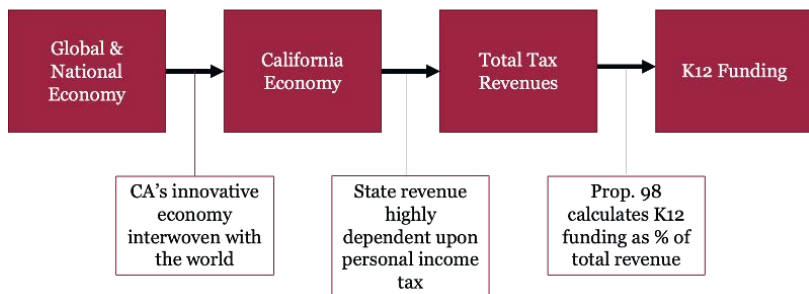 Global &
National
Economy
California
Economy
Total Tax
Revenues
K12 Funding
CA's innovative
economy
interwoven with
the world
State revenue
highly
dependent upon
personal income
tax
Prop. 98
calculates K12
funding as % of
total revenue